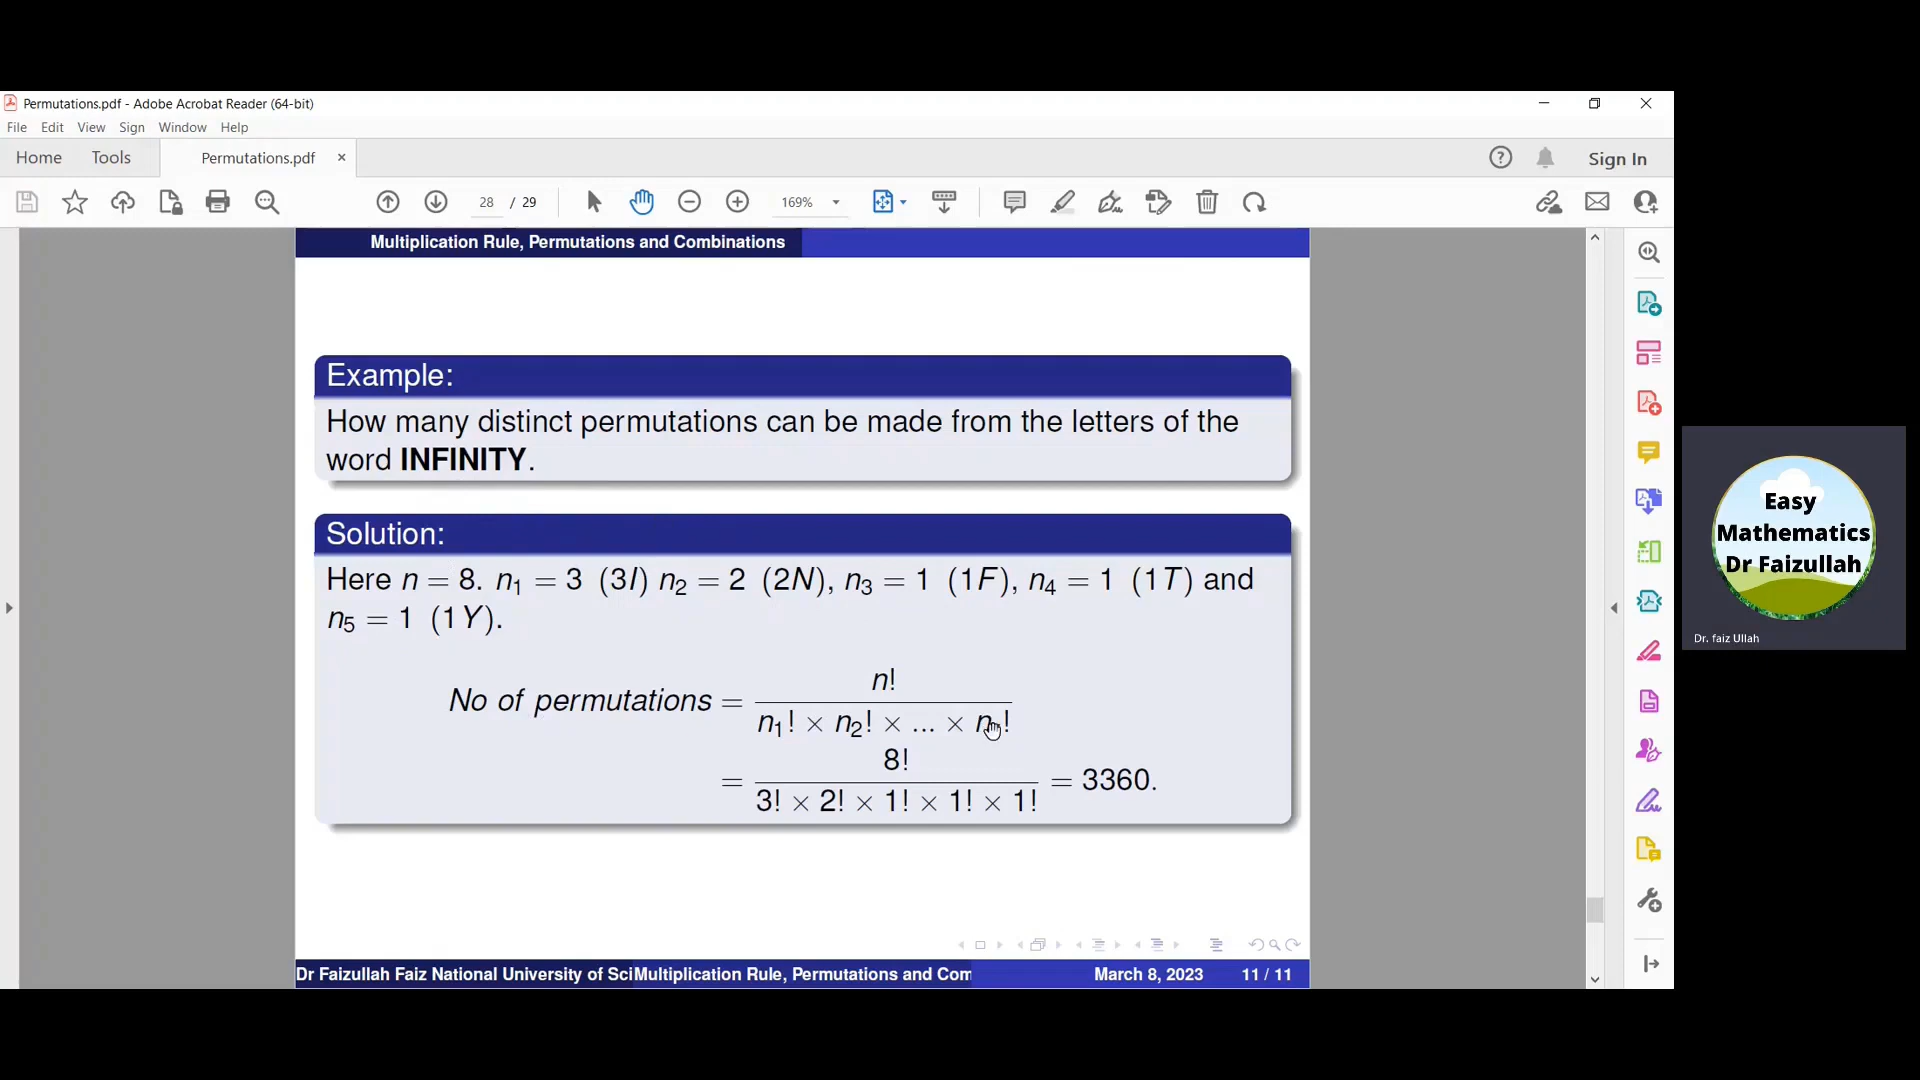 Permutations.pdf - Adobe Acrobat Reader (64-bit)
File Edit View Sign Window Help
Home Tools Permutations.pdf × Sign In
28 / 29 169%
Multiplication Rule, Permutations and Combinations
Example:
How many distinct permutations can be made from the letters of the
word INFINITY.
Solution:
Here n = 8. n₁ = 3 (3I) n₂ = 2 (2N), n₃ = 1 (1F), n₄ = 1 (1T) and
n₅ = 1 (1Y).
No of permutations = n! / n₁! × n₂! × ... × n !
= 8! / 3! × 2! × 1! × 1! × 1! = 3360.
Dr Faizullah Faiz National University of Sci Multiplication Rule, Permutations and Com March 8, 2023 11 / 11
Easy
Mathematics
Dr Faizullah
Dr. faiz Ullah